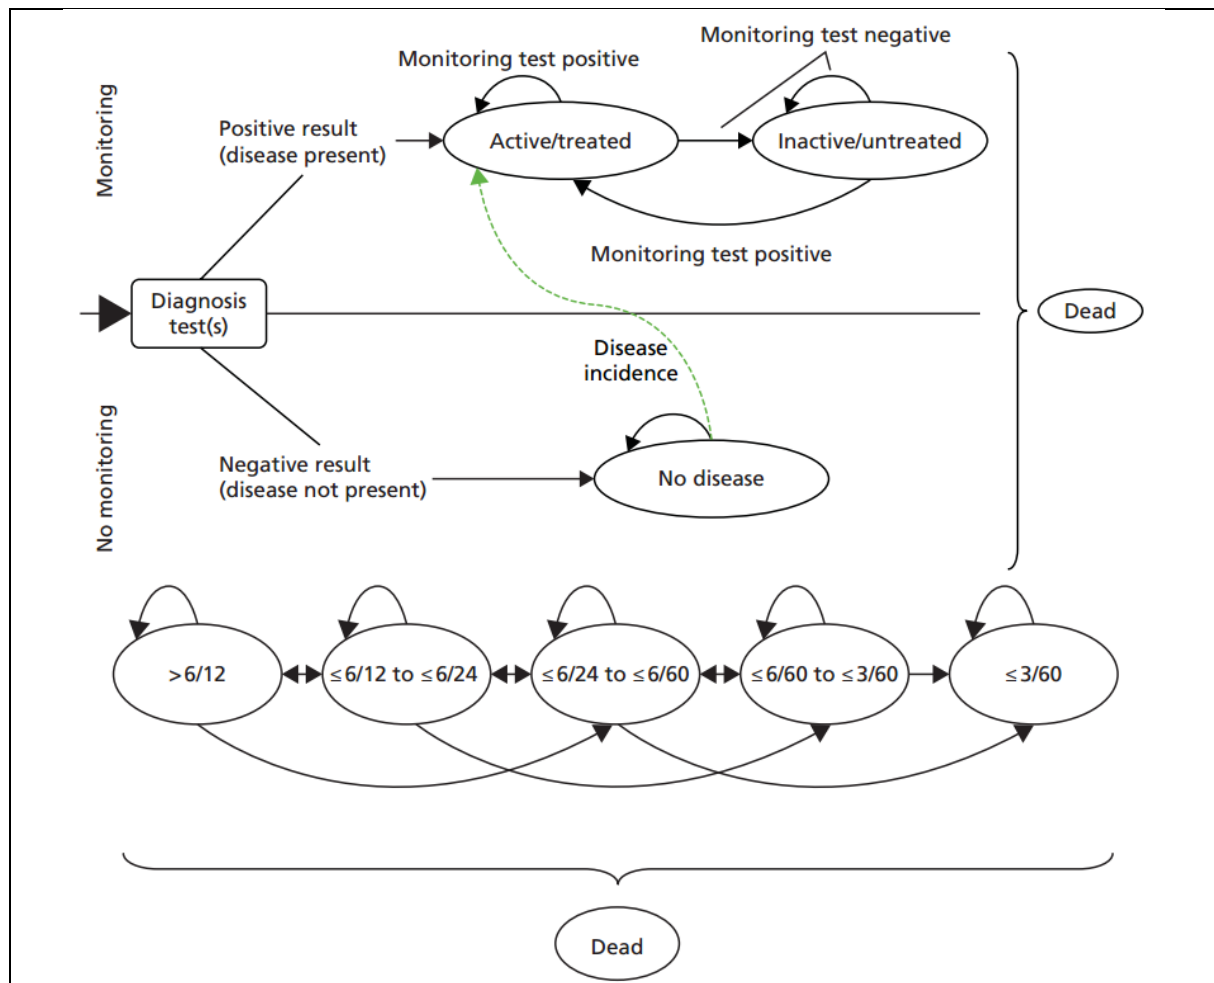 Monitoring test negative
Monitoring test positive
Monitoring
Positive result
(disease present)
Active/treated
Inactive/untreated
Monitoring test positive
Diagnosis
test(s)
Dead
Disease
incidence
No monitoring
Negative result
(disease not present)
No disease
>6/12
≤6/12 to ≤6/24
≤6/24 to ≤6/60
≤6/60 to ≤3/60
≤3/60
Dead